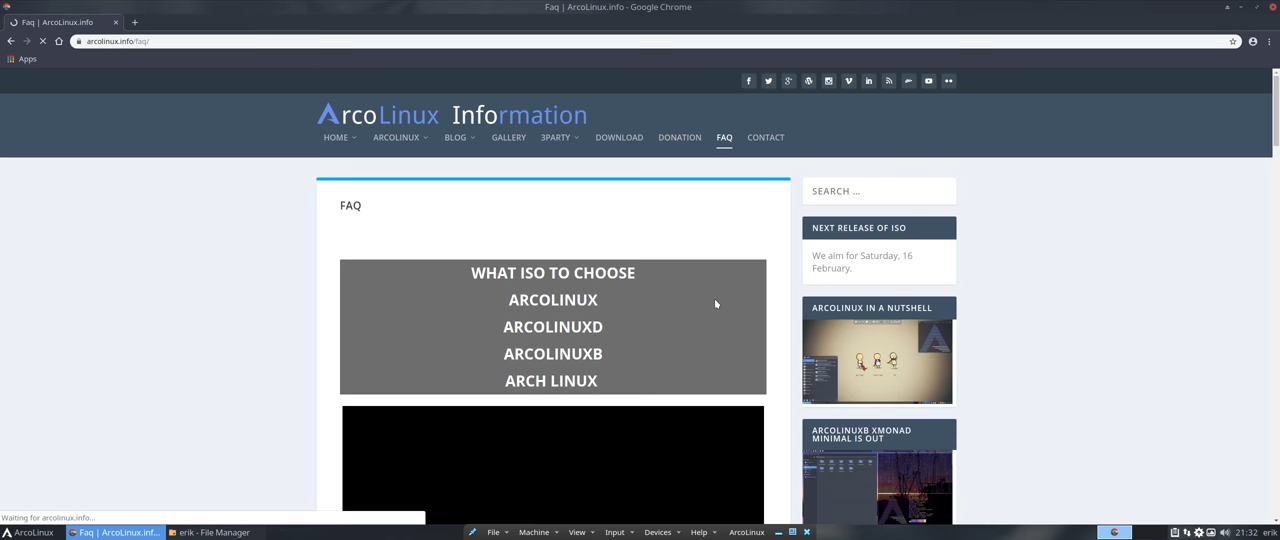 Faq | ArcoLinux.info - Google Chrome
Faq | ArcoLinux.info
arcolinux.info/faq/
Apps
ArcoLinux Information
HOME ARCOLINUX BLOG GALLERY 3PARTY DOWNLOAD DONATION FAQ CONTACT
FAQ
WHAT ISO TO CHOOSE
ARCOLINUX
ARCOLINUXD
ARCOLINUXB
ARCH LINUX
SEARCH …
NEXT RELEASE OF ISO
We aim for Saturday, 16
February.
ARCOLINUX IN A NUTSHELL
ARCOLINUXB XMONAD
MINIMAL IS OUT
Waiting for arcolinux.info...
ArcoLinux Faq | ArcoLinux.inf... erik - File Manager File Machine View Input Devices Help ArcoLinux 21:32 erik